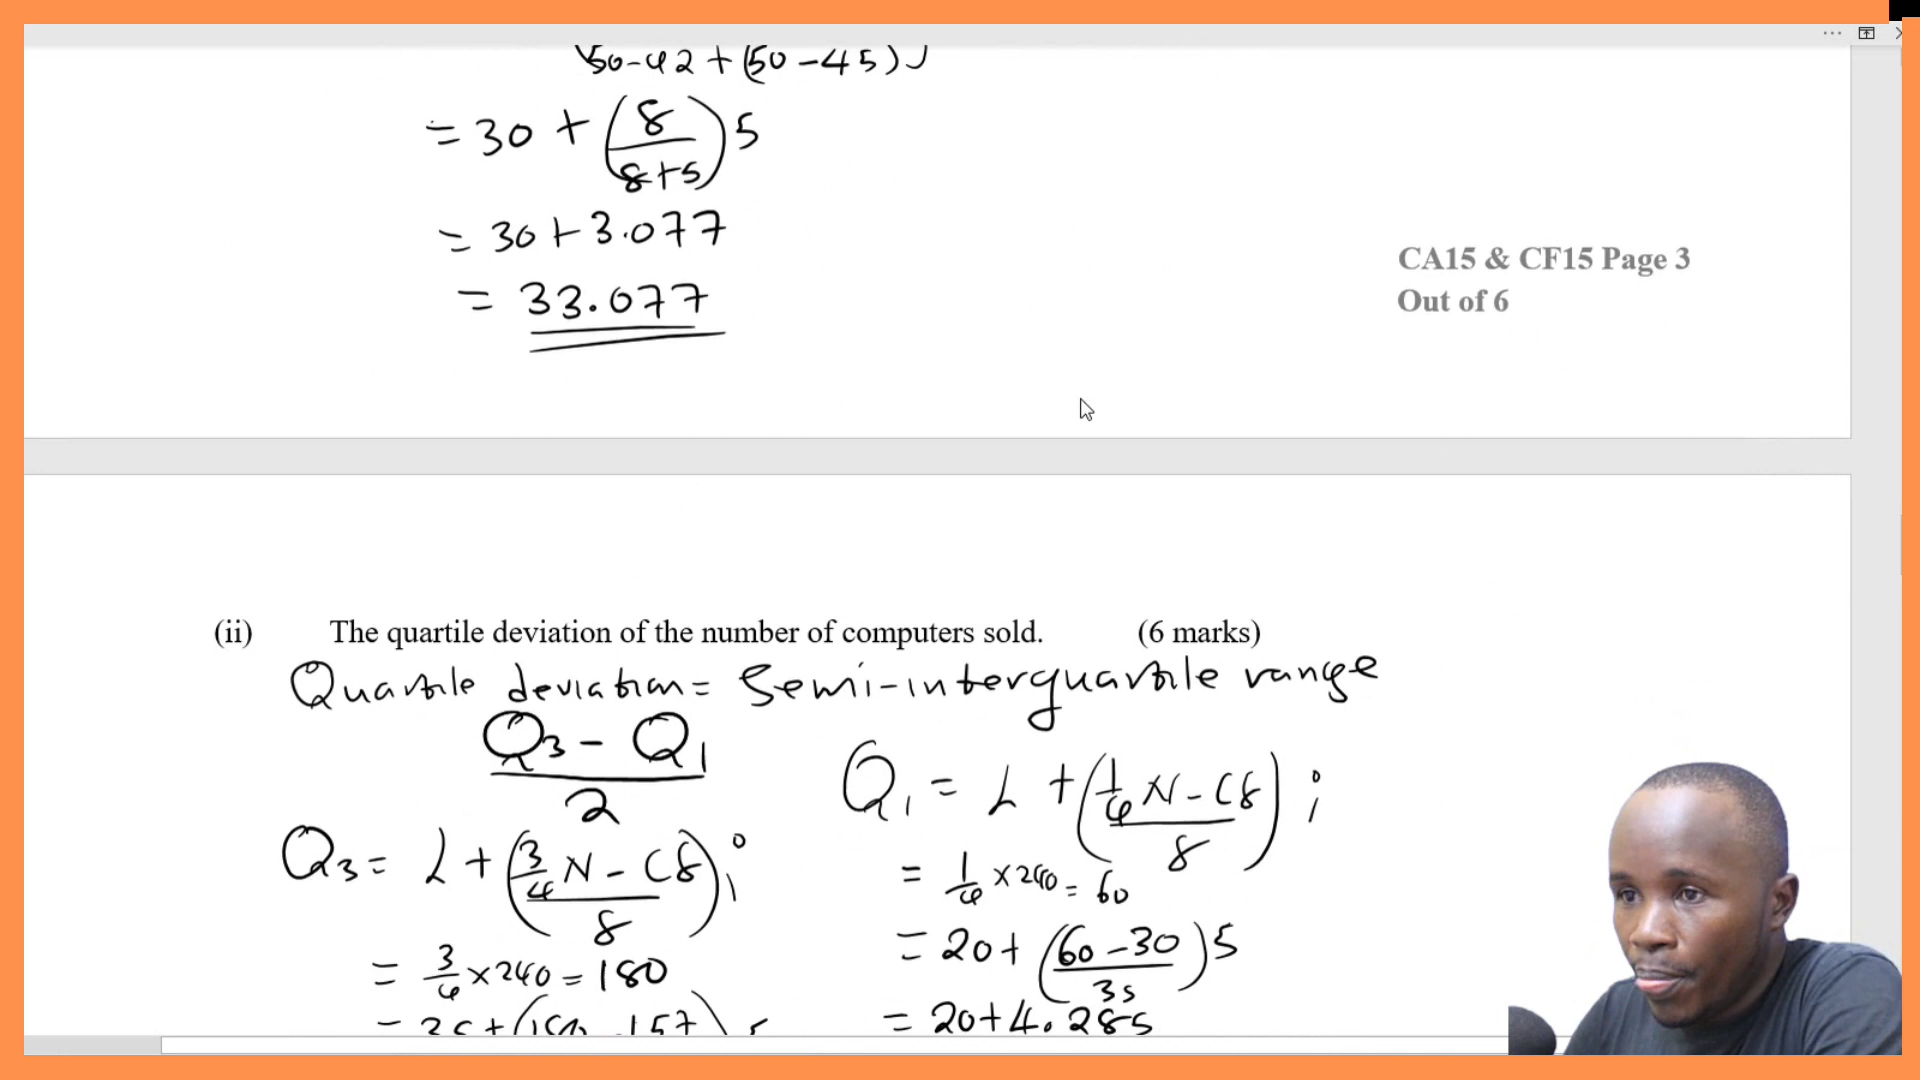 (50-42 + (50-45))
= 30 + (8/(8+5)) 5
= 30 + 3.077
= 33.077
CA15 & CF15 Page 3
Out of 6
(ii) The quartile deviation of the number of computers sold. (6 marks)
Quartile deviation = Semi-interquartile range
(Q3 - Q1)/2
Q1 = L + ((1/4 N - Cf)/f) i
Q3 = L + ((3/4 N - Cf)/f) i
= 1/4 × 240 = 60
= 20 + ((60-30)/35) 5
= 3/4 × 240 = 180
= 20 + 4.285